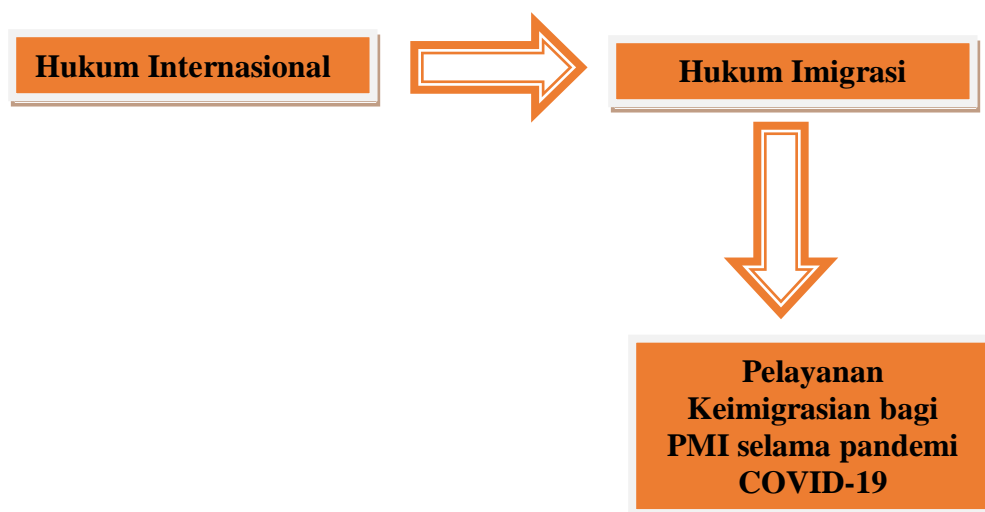 Hukum Internasional
Hukum Imigrasi
Pelayanan
Keimigrasian bagi
PMI selama pandemi
COVID-19